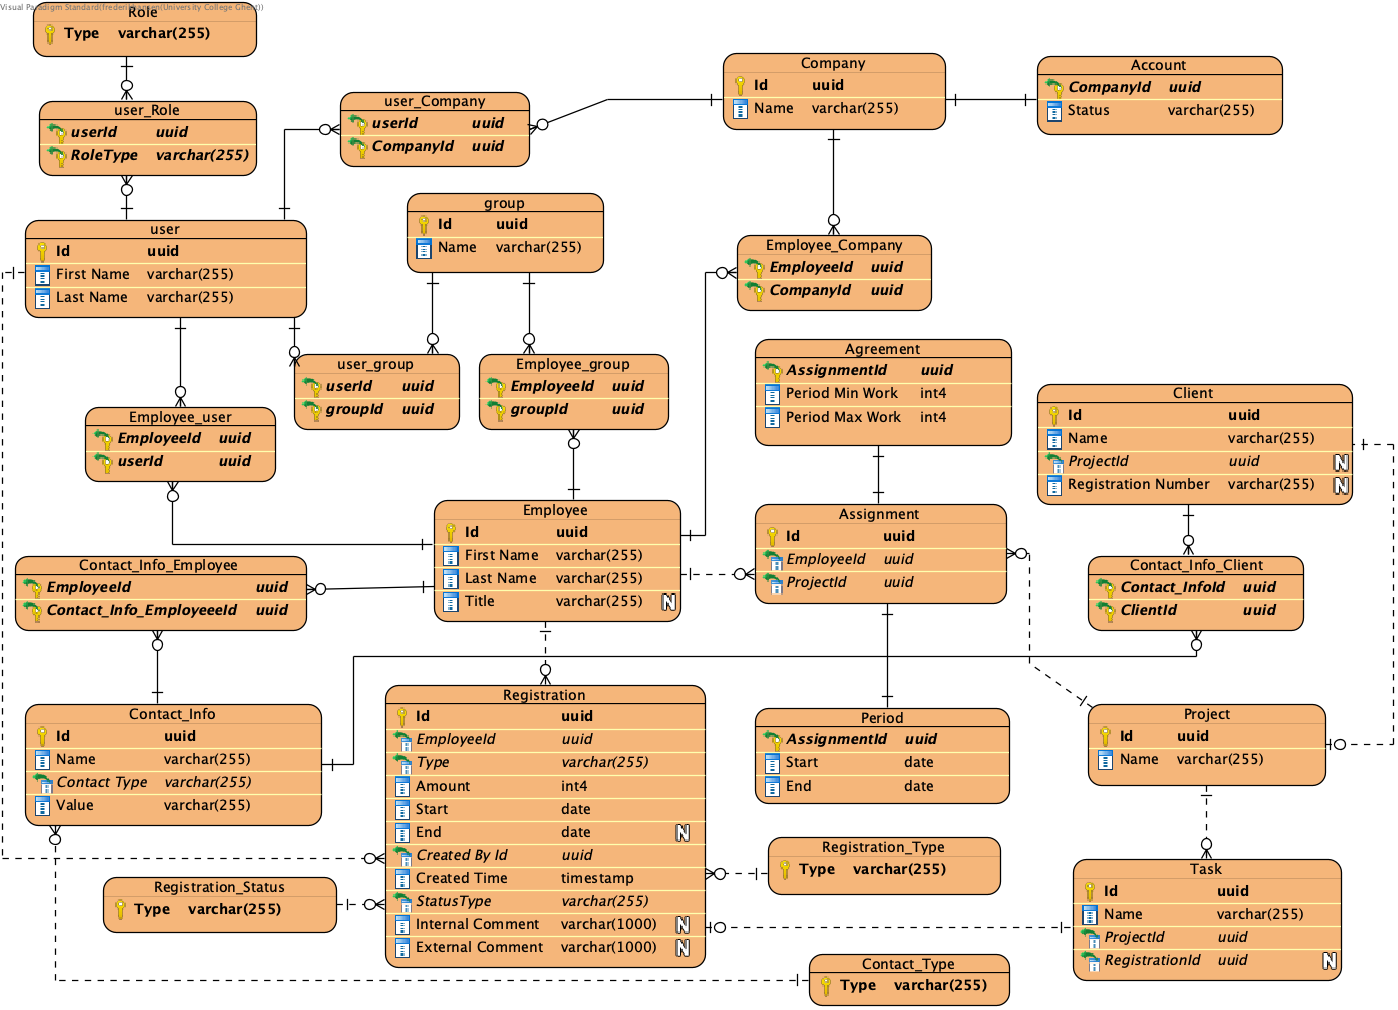 Visual Paradigm Standard(frederikhansen(University College Ghent))
Role
Type varchar(255)
user_Role
userId uuid
RoleType varchar(255)
user_Company
userId uuid
CompanyId uuid
Company
Id uuid
Name varchar(255)
Account
CompanyId uuid
Status varchar(255)
user
Id uuid
First Name varchar(255)
Last Name varchar(255)
group
Id uuid
Name varchar(255)
Employee_Company
EmployeeId uuid
CompanyId uuid
user_group
userId uuid
groupId uuid
Employee_group
EmployeeId uuid
groupId uuid
Agreement
AssignmentId uuid
Period Min Work int4
Period Max Work int4
Client
Id uuid
Name varchar(255)
ProjectId uuid N
Registration Number varchar(255) N
Employee_user
EmployeeId uuid
userId uuid
Employee
Id uuid
First Name varchar(255)
Last Name varchar(255)
Title varchar(255) N
Assignment
Id uuid
EmployeeId uuid
ProjectId uuid
Contact_Info_Employee
EmployeeId uuid
Contact_Info_EmployeeeId uuid
Contact_Info_Client
Contact_InfoId uuid
ClientId uuid
Contact_Info
Id uuid
Name varchar(255)
Contact Type varchar(255)
Value varchar(255)
Registration
Id uuid
EmployeeId uuid
Type varchar(255)
Amount int4
Start date
End date N
Created By Id uuid
Created Time timestamp
StatusType varchar(255)
Internal Comment varchar(1000) N
External Comment varchar(1000) N
Period
AssignmentId uuid
Start date
End date
Project
Id uuid
Name varchar(255)
Registration_Type
Type varchar(255)
Registration_Status
Type varchar(255)
Task
Id uuid
Name varchar(255)
ProjectId uuid
RegistrationId uuid N
Contact_Type
Type varchar(255)